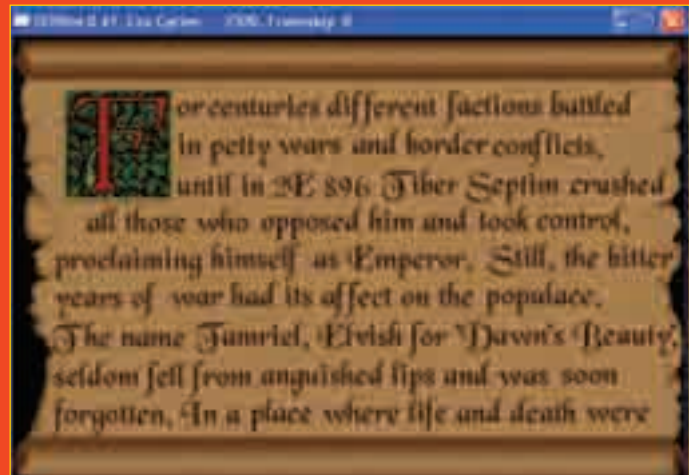 For centuries different factions battled
in petty wars and border conflicts,
until in 2E 896 Tiber Septim crushed
all those who opposed him and took control,
proclaiming himself as Emperor. Still, the bitter
years of war had its affect on the populace.
The name Tamriel, Elvish for 'Dawn's Beauty,'
seldom fell from anguished lips and was soon
forgotten. In a place where life and death were